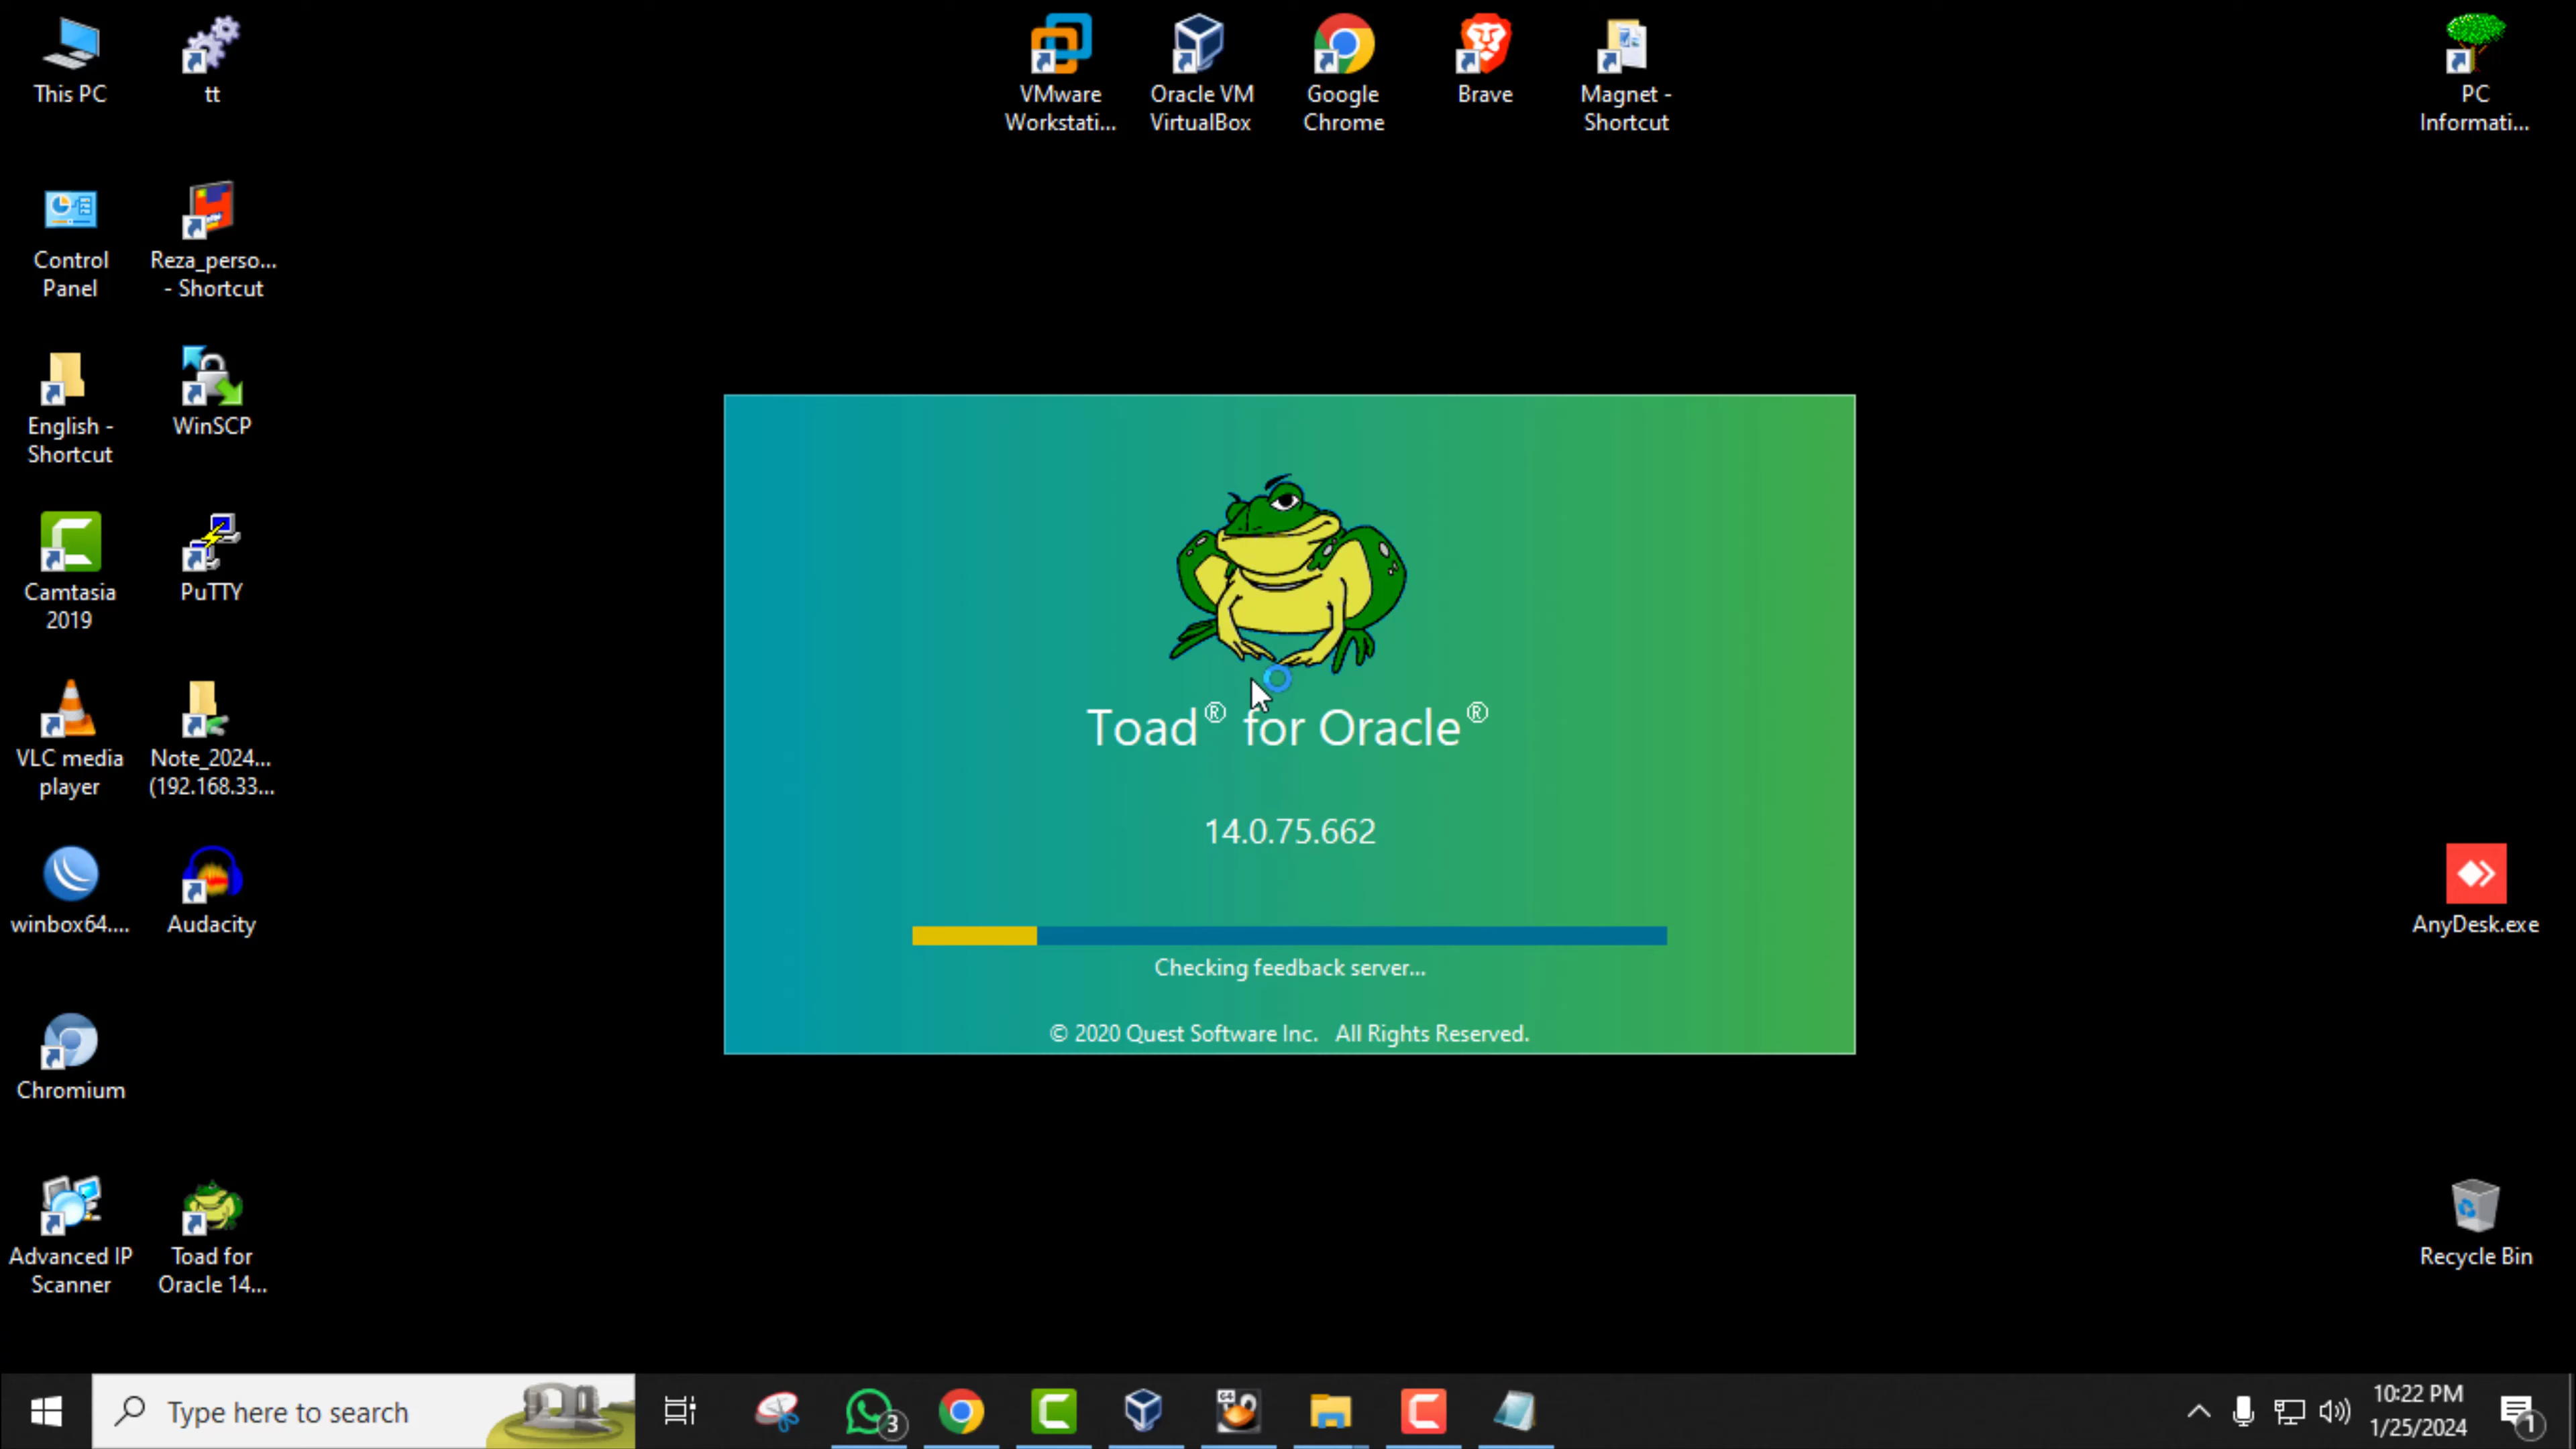 This PC
tt
VMware
Workstati...
Oracle VM
VirtualBox
Google
Chrome
Brave
Magnet -
Shortcut
PC
Informati...
Control
Panel
Reza_perso...
- Shortcut
English -
Shortcut
WinSCP
Camtasia
2019
PuTTY
VLC media
player
Note_2024...
(192.168.33...
winbox64....
Audacity
Chromium
Advanced IP
Scanner
Toad for
Oracle 14...
Toad® for Oracle®
14.0.75.662
Checking feedback server...
© 2020 Quest Software Inc. All Rights Reserved.
AnyDesk.exe
Recycle Bin
Type here to search
3
64
10:22 PM
1/25/2024
1